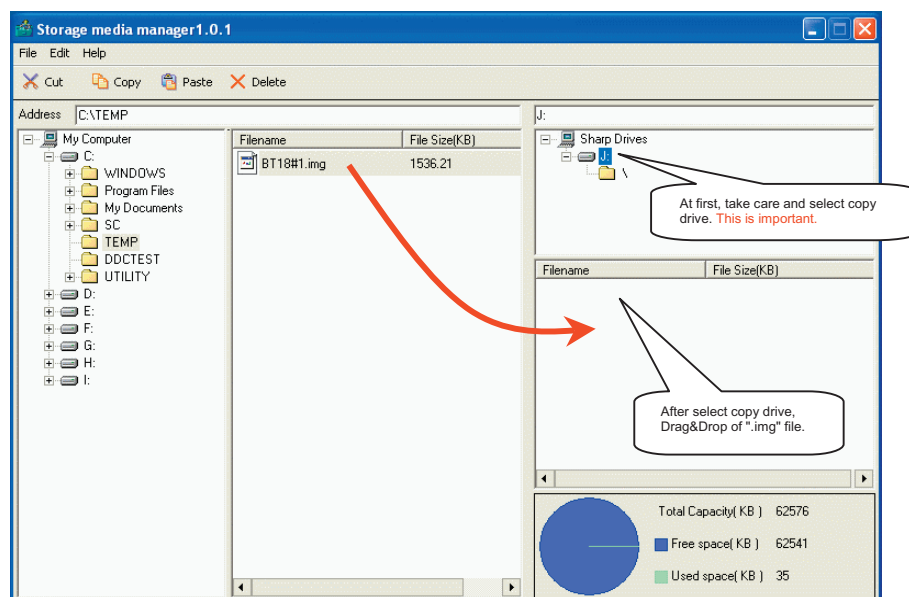 Storage media manager1.0.1
File Edit Help
Cut Copy Paste Delete
Address C:\TEMP
J:
My Computer
C:
WINDOWS
Program Files
My Documents
SC
TEMP
DDCTEST
UTILITY
D:
E:
F:
G:
H:
I:
Filename File Size(KB)
BT18#1.img 1536.21
Sharp Drives
J:
\
At first, take care and select copy
drive. This is important.
Filename File Size(KB)
After select copy drive,
Drag&Drop of ".img" file.
Total Capacity( KB ) 62576
Free space( KB ) 62541
Used space( KB ) 35